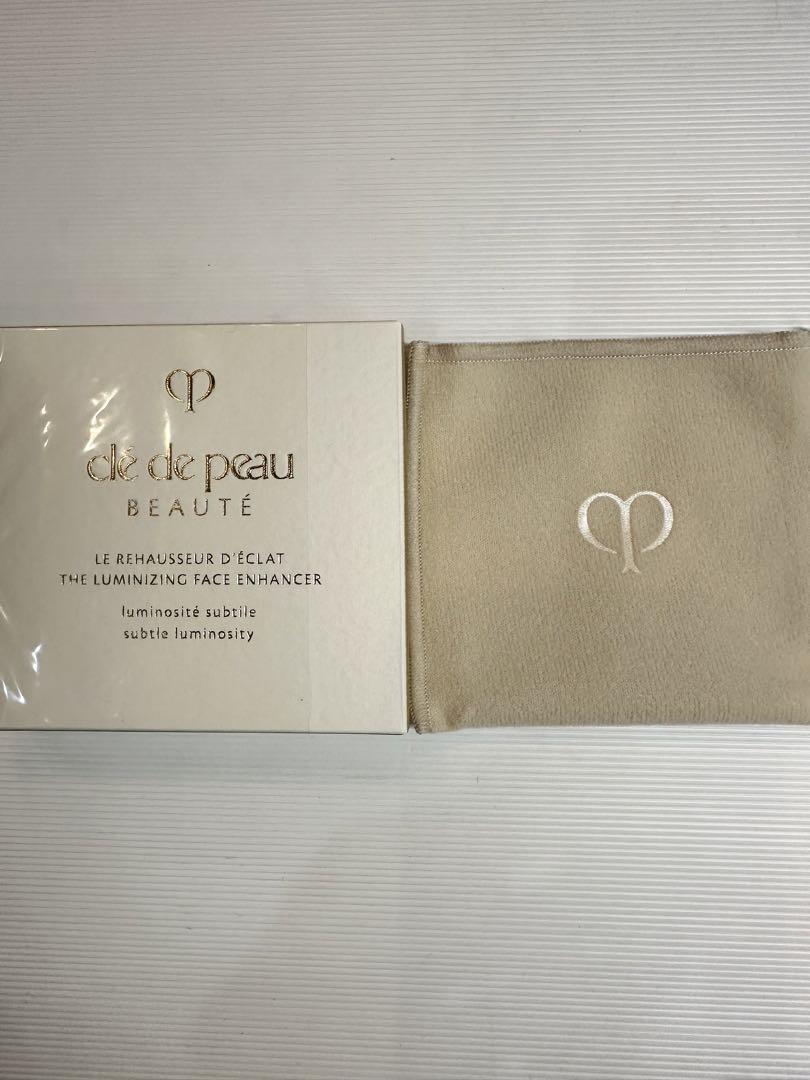 clé de peau
BEAUTÉ
LE REHAUSSEUR D'ÉCLAT
THE LUMINIZING FACE ENHANCER
luminosité subtile
subtle luminosity